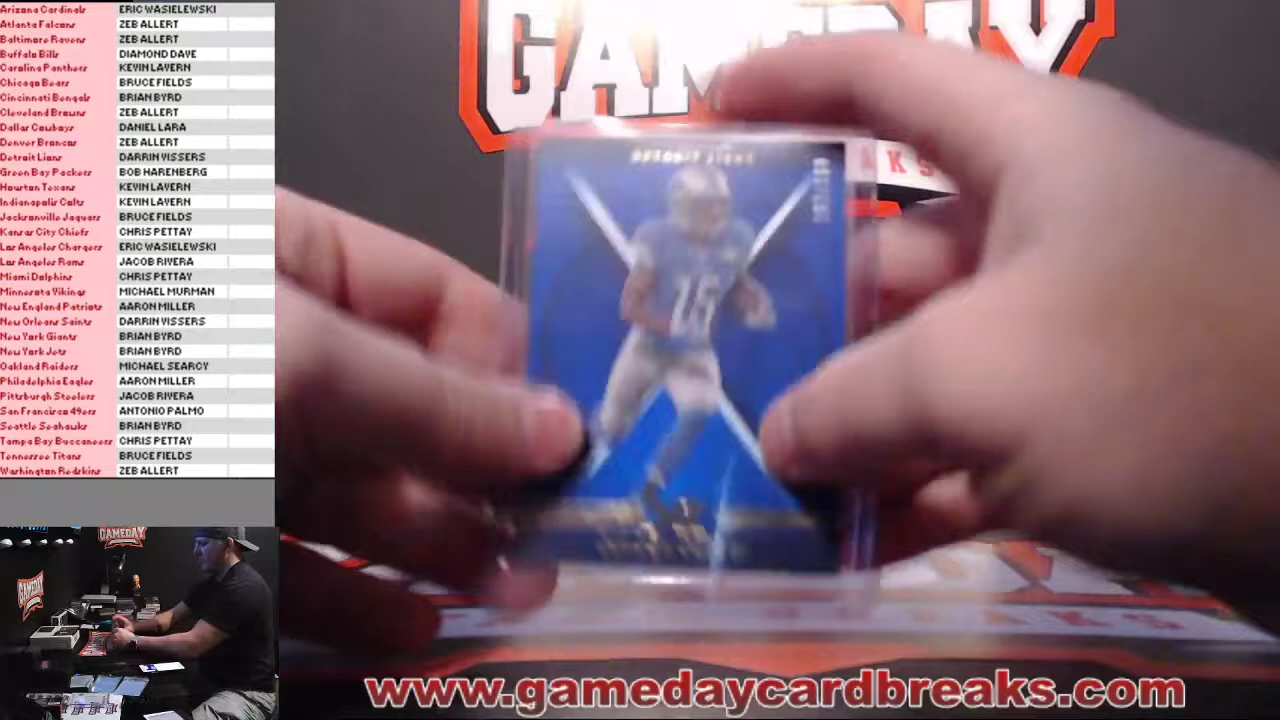 Arizona Cardinals ERIC WASIELEWSKI
Atlanta Falcons ZEB ALLERT
Baltimore Ravens ZEB ALLERT
Buffalo Bills DIAMOND DAVE
Carolina Panthers KEVIN LAVERN
Chicago Bears BRUCE FIELDS
Cincinnati Bengals BRIAN BYRD
Cleveland Browns ZEB ALLERT
Dallas Cowboys DANIEL LARA
Denver Broncos ZEB ALLERT
Detroit Lions DARRIN VISSERS
Green Bay Packers BOB HARENBERG
Houston Texans KEVIN LAVERN
Indianapolis Colts KEVIN LAVERN
Jacksonville Jaguars BRUCE FIELDS
Kansas City Chiefs CHRIS PETTAY
Los Angeles Chargers ERIC WASIELEWSKI
Los Angeles Rams JACOB RIVERA
Miami Dolphins CHRIS PETTAY
Minnesota Vikings MICHAEL MURMAN
New England Patriots AARON MILLER
New Orleans Saints DARRIN VISSERS
New York Giants BRIAN BYRD
New York Jets BRIAN BYRD
Oakland Raiders MICHAEL SEARCY
Philadelphia Eagles AARON MILLER
Pittsburgh Steelers JACOB RIVERA
San Francisco 49ers ANTONIO PALMO
Seattle Seahawks BRIAN BYRD
Tampa Bay Buccaneers CHRIS PETTAY
Tennessee Titans BRUCE FIELDS
Washington Redskins ZEB ALLERT
GAMEDAY
DETROIT LIONS
GAMEDAY
GAMEDAY
www.gamedaycardbreaks.com